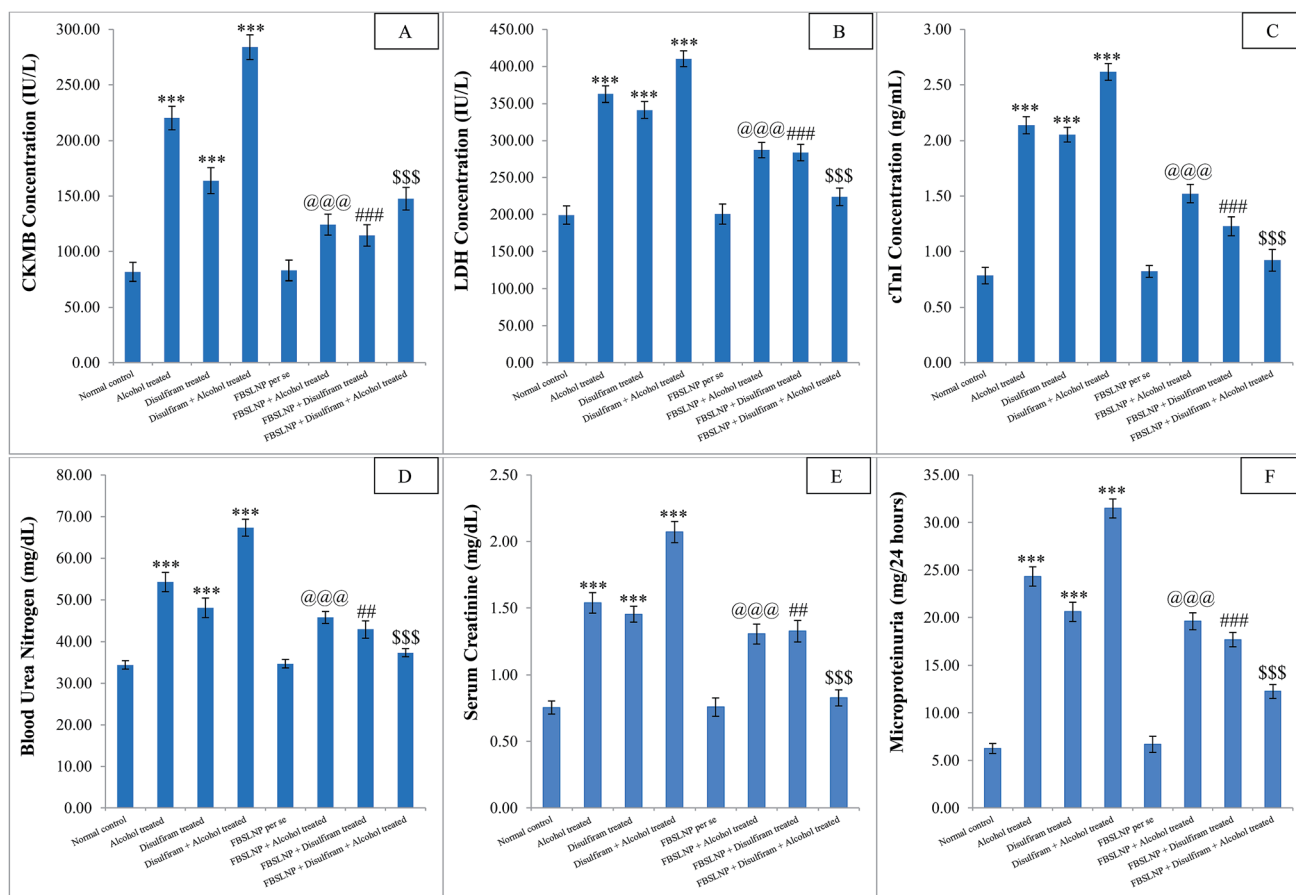 A
CKMB Concentration (IU/L)
300.00
250.00
200.00
150.00
100.00
50.00
0.00
***
***
***
@@@
###
$$$
Normal control
Alcohol treated
Disulfiram treated
Disulfiram + Alcohol treated
FBSLNP per se
FBSLNP + Alcohol treated
FBSLNP + Disulfiram treated
FBSLNP + Disulfiram + Alcohol treated
B
LDH Concentration (IU/L)
450.00
400.00
350.00
300.00
250.00
200.00
150.00
100.00
50.00
0.00
***
***
***
@@@
###
$$$
Normal control
Alcohol treated
Disulfiram treated
Disulfiram + Alcohol treated
FBSLNP per se
FBSLNP + Alcohol treated
FBSLNP + Disulfiram treated
FBSLNP + Disulfiram + Alcohol treated
C
cTnI Concentration (ng/mL)
3.00
2.50
2.00
1.50
1.00
0.50
0.00
***
***
***
@@@
###
$$$
Normal control
Alcohol treated
Disulfiram treated
Disulfiram + Alcohol treated
FBSLNP per se
FBSLNP + Alcohol treated
FBSLNP + Disulfiram treated
FBSLNP + Disulfiram + Alcohol treated
D
Blood Urea Nitrogen (mg/dL)
80.00
70.00
60.00
50.00
40.00
30.00
20.00
10.00
0.00
***
***
***
@@@
##
$$$
Normal control
Alcohol treated
Disulfiram treated
Disulfiram + Alcohol treated
FBSLNP per se
FBSLNP + Alcohol treated
FBSLNP + Disulfiram treated
FBSLNP + Disulfiram + Alcohol treated
E
Serum Creatinine (mg/dL)
2.50
2.00
1.50
1.00
0.50
0.00
***
***
***
@@@
##
$$$
Normal control
Alcohol treated
Disulfiram treated
Disulfiram + Alcohol treated
FBSLNP per se
FBSLNP + Alcohol treated
FBSLNP + Disulfiram treated
FBSLNP + Disulfiram + Alcohol treated
F
Microproteinuria (mg/24 hours)
35.00
30.00
25.00
20.00
15.00
10.00
5.00
0.00
***
***
***
@@@
###
$$$
Normal control
Alcohol treated
Disulfiram treated
Disulfiram + Alcohol treated
FBSLNP per se
FBSLNP + Alcohol treated
FBSLNP + Disulfiram treated
FBSLNP + Disulfiram + Alcohol treated